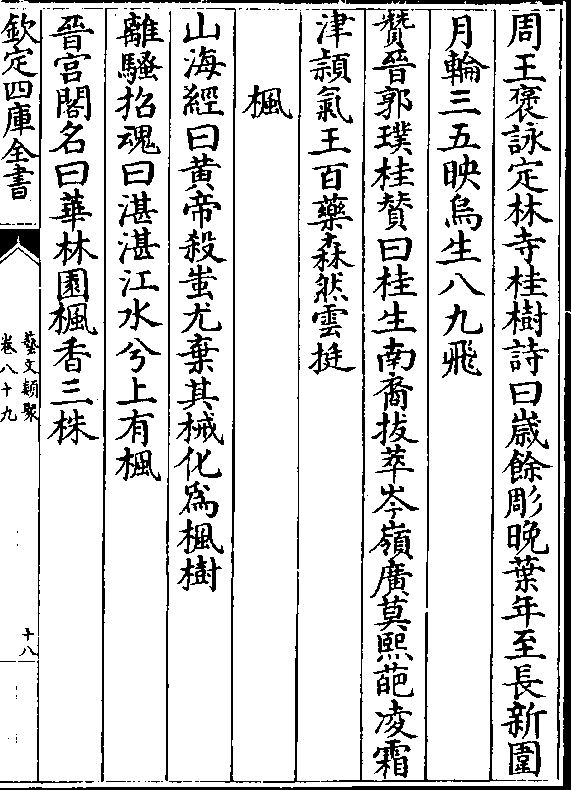 周王褒詠定林寺桂樹詩曰歳餘彫晚葉年至長新圍
月輪三五映烏生八九飛
贊晉郭璞桂贊曰桂生南裔拔萃岑嶺廣莫熙葩凌霜
津頴氣王百藥森然雲挺
楓
山海經曰黄帝殺蚩尤棄其械化爲楓樹
離騷招魂曰湛湛江水兮上有楓
晉宫閣名曰華林園楓香三株
欽定四庫全書
藝文類聚
卷八十九
十八